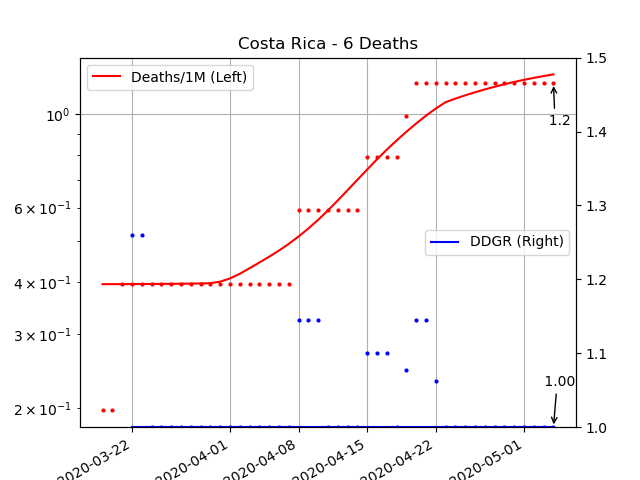 Costa Rica - 6 Deaths
Deaths/1M (Left)
DDGR (Right)
10⁰
6 × 10⁻¹
4 × 10⁻¹
3 × 10⁻¹
2 × 10⁻¹
1.5
1.4
1.3
1.2
1.1
1.0
1.2
1.00
2020-03-22
2020-04-01
2020-04-08
2020-04-15
2020-04-22
2020-05-01